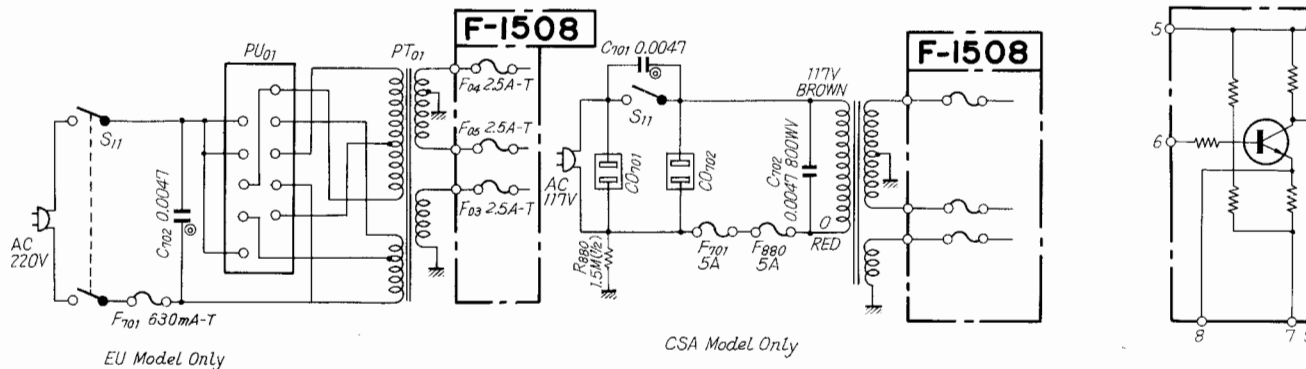 F-1508
PU01
PT01
F04 2.5A-T
F05 2.5A-T
F03 2.5A-T
S11
C702 0.0047
AC
220V
F701 630mA-T
EU Model Only
F-1508
C701 0.0047
S11
AC
117V
CO701
CO702
R880
1.5M(1/2)
F701
5A
F880
5A
117V
BROWN
C702
0.0047 800WV
0
RED
CSA Model Only
5
6
8
7